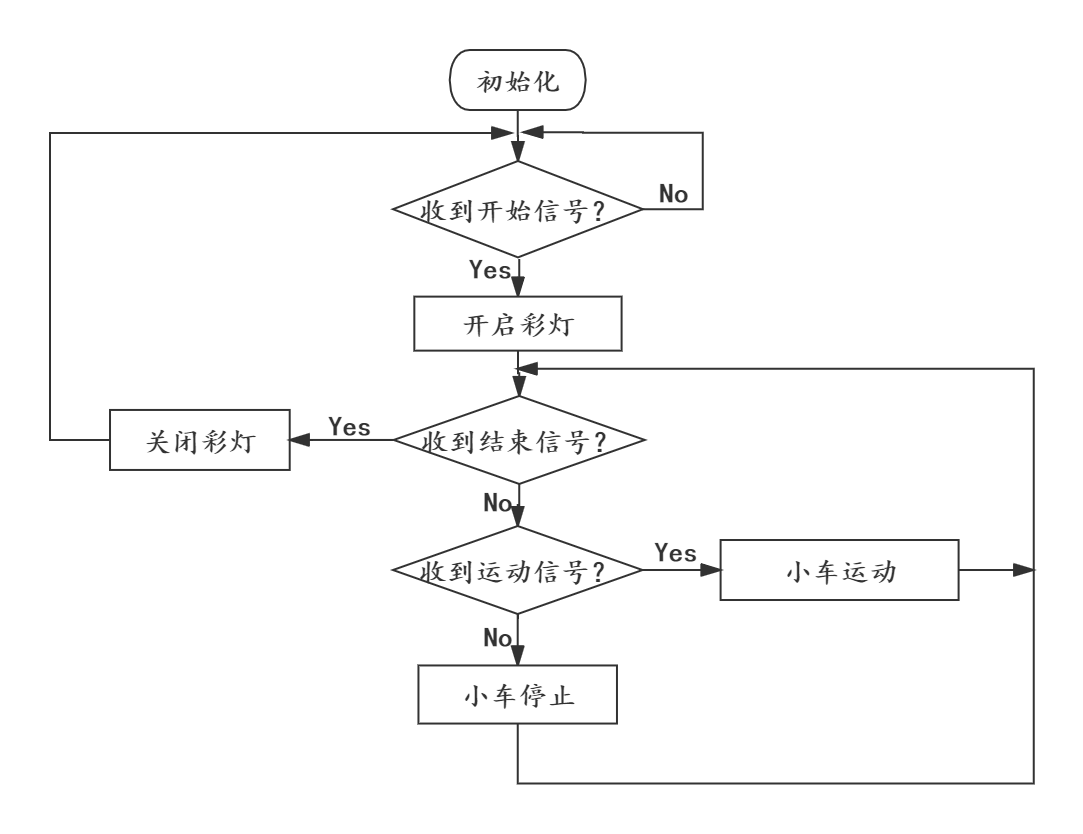 初始化
No
收到开始信号?
Yes
开启彩灯
Yes
关闭彩灯
收到结束信号?
No
Yes
收到运动信号?
小车运动
No
小车停止